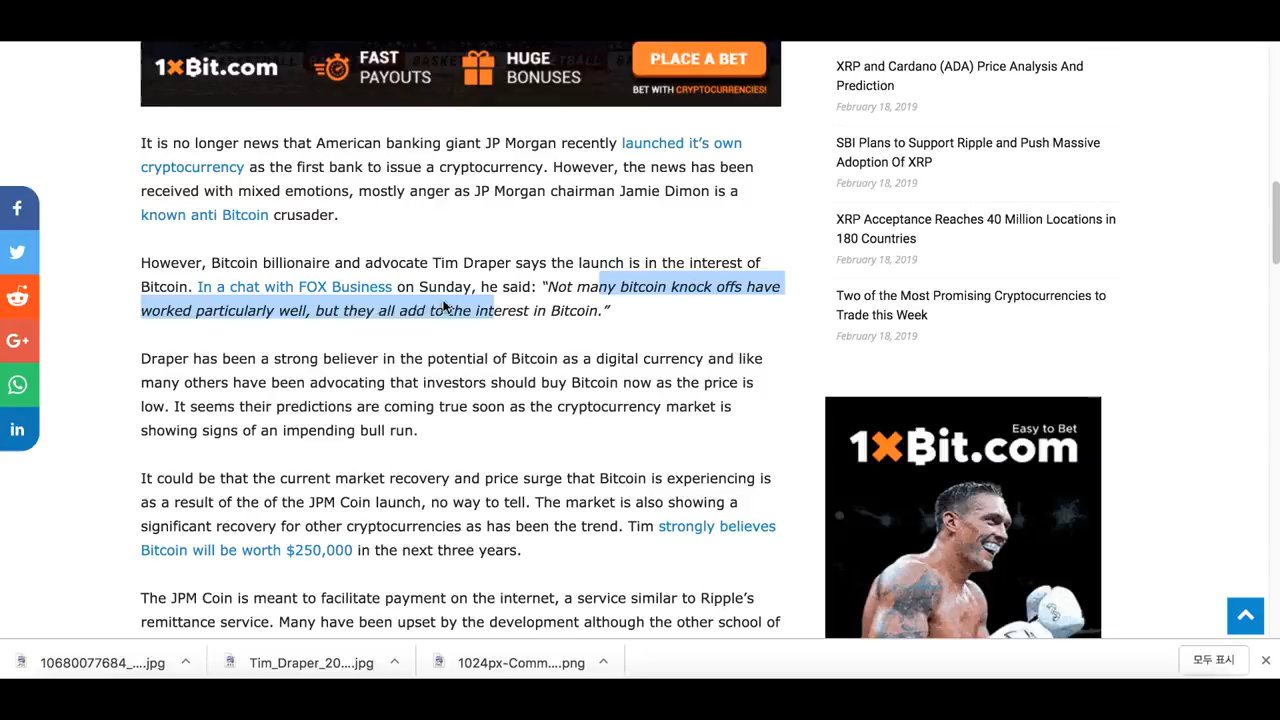 1xBit.com
FAST
PAYOUTS
HUGE
BONUSES
PLACE A BET
BET WITH CRYPTOCURRENCIES!
It is no longer news that American banking giant JP Morgan recently launched it’s own
cryptocurrency as the first bank to issue a cryptocurrency. However, the news has been
received with mixed emotions, mostly anger as JP Morgan chairman Jamie Dimon is a
known anti Bitcoin crusader.
However, Bitcoin billionaire and advocate Tim Draper says the launch is in the interest of
Bitcoin. In a chat with FOX Business on Sunday, he said: “Not many bitcoin knock offs have
worked particularly well, but they all add to the interest in Bitcoin.”
Draper has been a strong believer in the potential of Bitcoin as a digital currency and like
many others have been advocating that investors should buy Bitcoin now as the price is
low. It seems their predictions are coming true soon as the cryptocurrency market is
showing signs of an impending bull run.
It could be that the current market recovery and price surge that Bitcoin is experiencing is
as a result of the of the JPM Coin launch, no way to tell. The market is also showing a
significant recovery for other cryptocurrencies as has been the trend. Tim strongly believes
Bitcoin will be worth $250,000 in the next three years.
The JPM Coin is meant to facilitate payment on the internet, a service similar to Ripple’s
remittance service. Many have been upset by the development although the other school of
XRP and Cardano (ADA) Price Analysis And
Prediction
February 18, 2019
SBI Plans to Support Ripple and Push Massive
Adoption Of XRP
February 18, 2019
XRP Acceptance Reaches 40 Million Locations in
180 Countries
February 18, 2019
Two of the Most Promising Cryptocurrencies to
Trade this Week
February 18, 2019
Easy to Bet
1xBit.com
f
G+
in
10680077684_....jpg
Tim_Draper_20....jpg
1024px-Comm....png
모두 표시